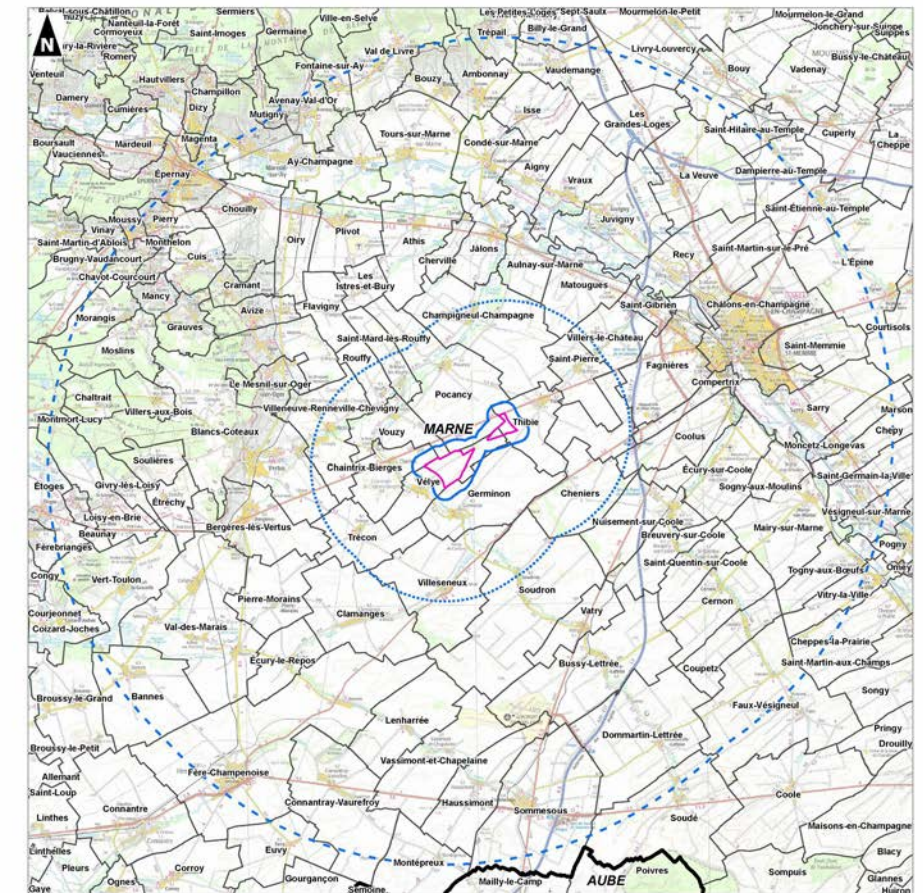 N
Nanteuil-la-Forêt
Sermiers
Ville-en-Selve
Les Petites-Loges
Sept-Saulx
Mourmelon-le-Petit
Mourmelon-le-Grand
Cormoyeux
Saint-Imoges
Germaine
Trépail
Billy-le-Grand
Jonchery-sur-Suippe
Suippes
Romery
Val de Livre
Livry-Louvercy
Bussy-le-Château
Venteuil
Hautvillers
Fontaine-sur-Ay
Bouzy
Ambonnay
Vaudemange
Bouy
Vadenay
Damery
Cumières
Champillon
Dizy
Avenay-Val-d'Or
Mutigny
Isse
Les
Grandes-Loges
Boursault
Mardeuil
Magenta
Tours-sur-Marne
Condé-sur-Marne
Saint-Hilaire-au-Temple
Cuperly
La
Cheppe
Vauciennes
Épernay
Ay-Champagne
Aigny
Vraux
La Veuve
Dampierre-au-Temple
Chouilly
Saint-Étienne-au-Temple
Moussy
Pierry
Vinay
Plivot
Juvigny
Saint-Martin-d'Ablois
Monthelon
Oiry
Athis
Jâlons
Saint-Martin-sur-le-Pré
Brugny-Vaudancourt
Cuis
Cherville
Aulnay-sur-Marne
Recy
L'Épine
Chavot-Courcourt
Cramant
Les
Istres-et-Bury
Matougues
Mancy
Avize
Flavigny
Saint-Gibrien
Châlons-en-Champagne
Morangis
Grauves
Champigneul-Champagne
Courtisols
Saint-Mard-lès-Rouffy
Villers-le-Château
Saint-Memmie
Moslins
Rouffy
Saint-Pierre
Fagnières
Le Mesnil-sur-Oger
Compertrix
Chaltrait
Pocancy
Villeneuve-Renneville-Chevigny
Sarry
Marson
Montmort-Lucy
Villers-aux-Bois
MARNE
Thibie
Blancs-Coteaux
Vouzy
Coolus
Moncetz-Longevas
Chepy
Soulières
Chaintrix-Bierges
Écury-sur-Coole
Saint-Germain-la-Ville
Étoges
Givry-lès-Loisy
Vélye
Étréchy
Germinon
Cheniers
Sogny-aux-Moulins
Vésigneul-sur-Marne
Loisy-en-Brie
Beaunay
Bergères-lès-Vertus
Nuisement-sur-Coole
Mairy-sur-Marne
Férebrianges
Trécon
Breuvery-sur-Coole
Pogny
Saint-Quentin-sur-Coole
Togny-aux-Bœufs
Omey
Congy
Vert-Toulon
Villeseneux
Soudron
Vitry-la-Ville
Courjeonnet
Pierre-Morains
Clamanges
Vatry
Cernon
Coizard-Joches
Val-des-Marais
Cheppes-la-Prairie
Écury-le-Repos
Bussy-Lettrée
Coupetz
Saint-Martin-aux-Champs
Broussy-le-Grand
Bannes
Songy
Lenharrée
Faux-Vésigneul
Pringy
Broussy-le-Petit
Dommartin-Lettrée
Drouilly
Allemant
Fère-Champenoise
Vassimont-et-Chapelaine
Saint-Loup
Coole
Linthes
Connantre
Connantray-Vaurefroy
Haussimont
Sommesous
Soudé
Maisons-en-Champagne
Linthelles
Euvy
Montépreux
Blacy
Pleurs
Corroy
Poivres
Sompuis
Gaye
Ognes
Gourgançon
Semoine
Mailly-le-Camp
AUBE
Glannes
Huiron